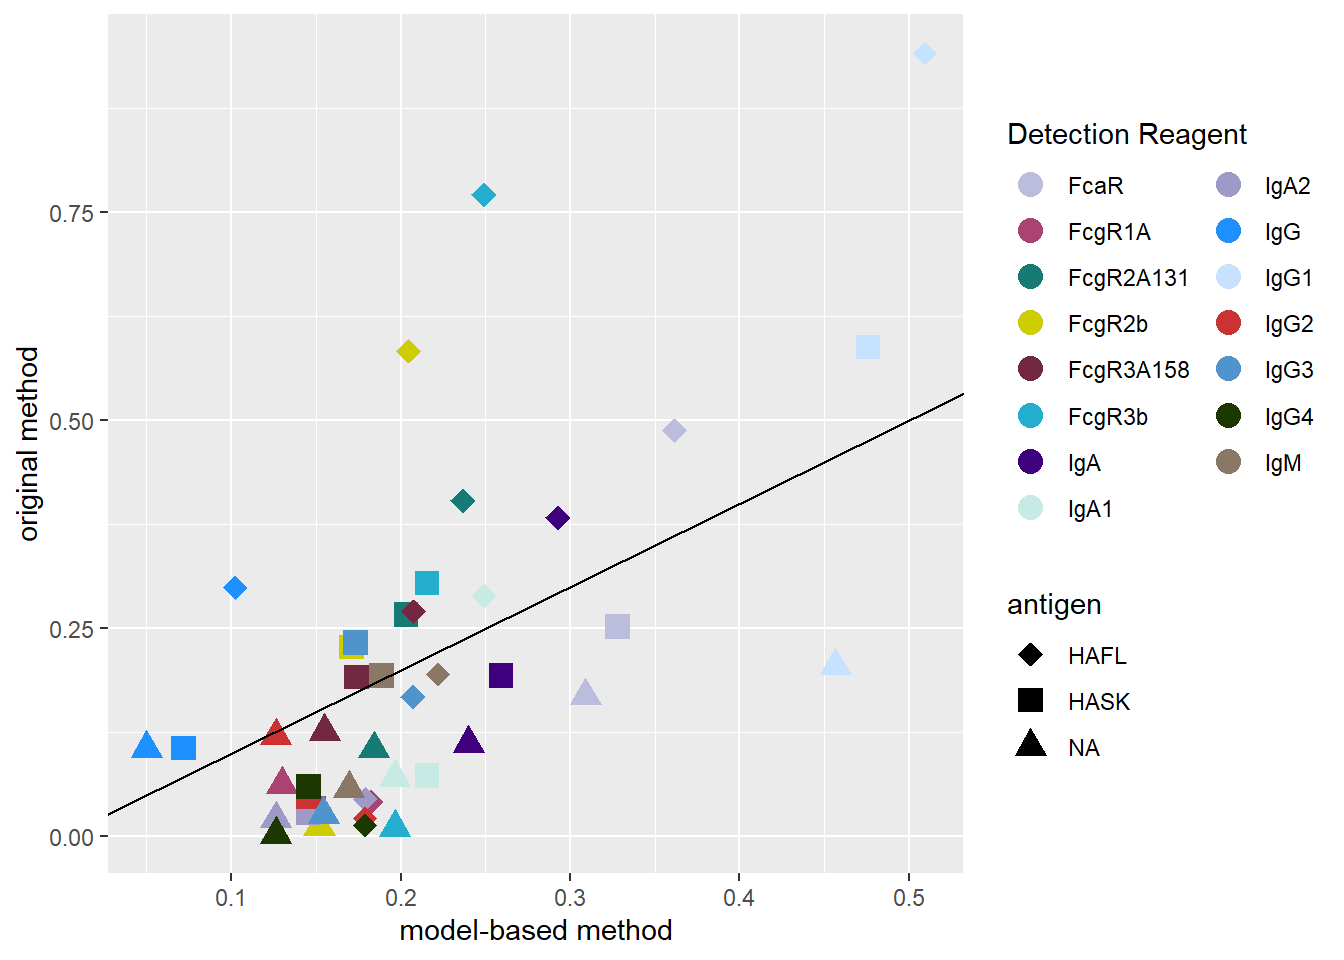 original method
0.75
0.50
0.25
0.00
0.1 0.2 0.3 0.4 0.5
model-based method
Detection Reagent
FcaR IgA2
FcgR1A IgG
FcgR2A131 IgG1
FcgR2b IgG2
FcgR3A158 IgG3
FcgR3b IgG4
IgA IgM
IgA1
antigen
HAFL
HASK
NA